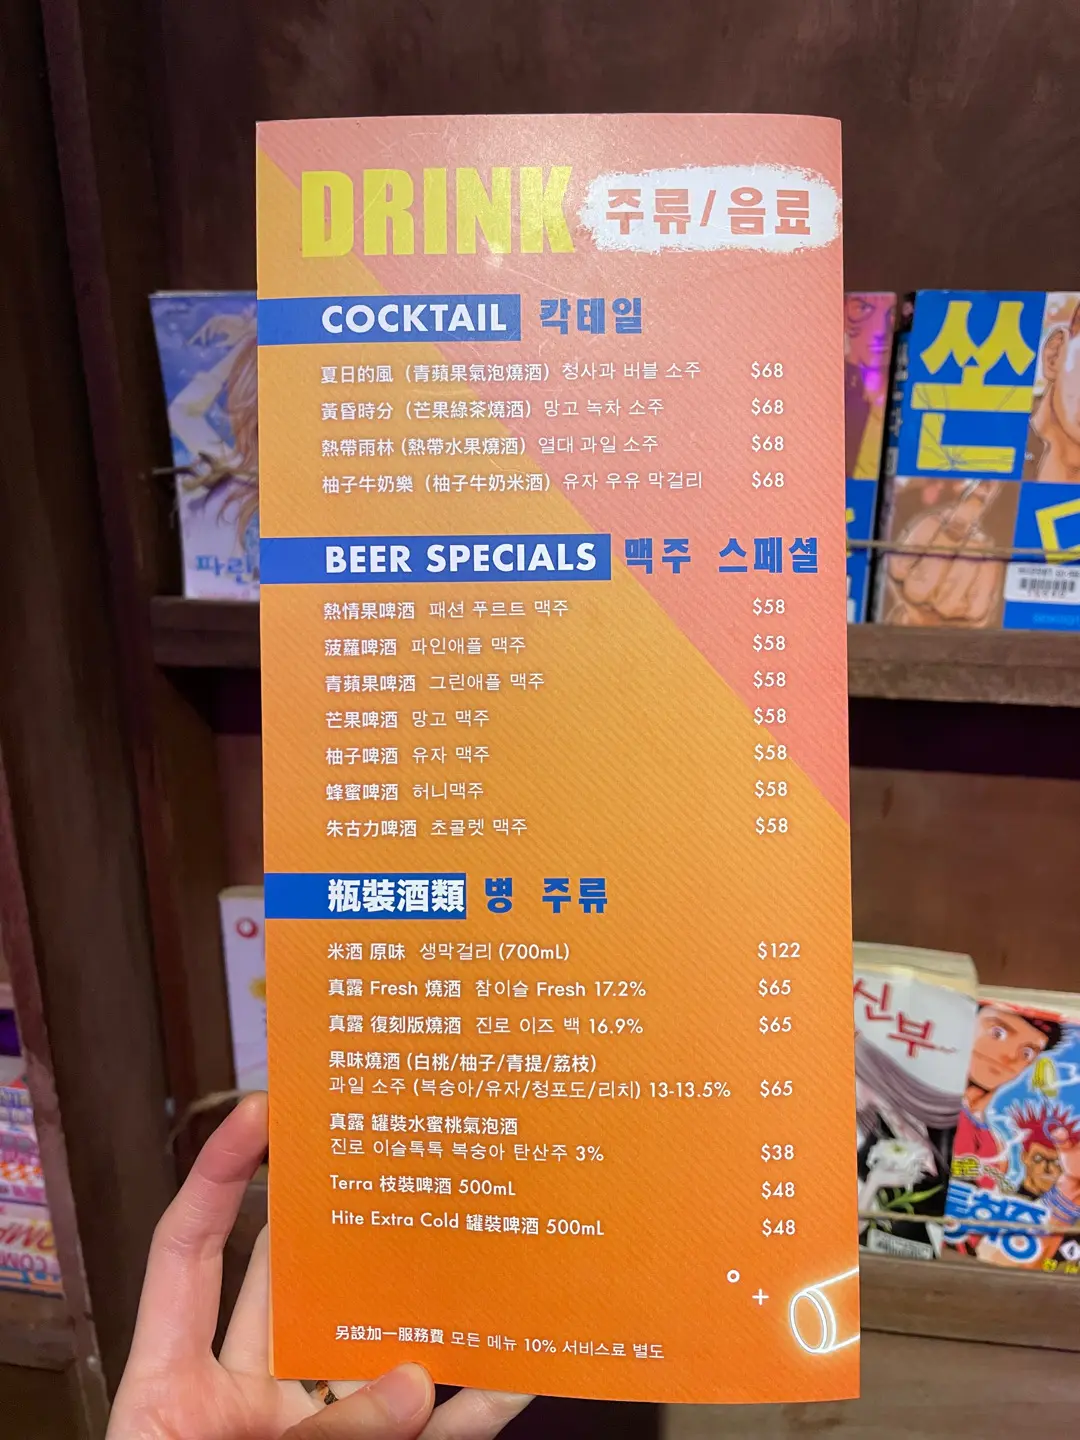 DRINK 주류/음료
COCKTAIL 칵테일
夏日的風（青蘋果氣泡燒酒）청사과 버블 소주 $68
黃昏時分（芒果綠茶燒酒）망고 녹차 소주 $68
熱帶雨林 (熱帶水果燒酒) 열대 과일 소주 $68
柚子牛奶樂（柚子牛奶米酒）유자 우유 막걸리 $68
BEER SPECIALS 맥주 스페셜
熱情果啤酒 패션 푸르트 맥주 $58
菠蘿啤酒 파인애플 맥주 $58
青蘋果啤酒 그린애플 맥주 $58
芒果啤酒 망고 맥주 $58
柚子啤酒 유자 맥주 $58
蜂蜜啤酒 허니맥주 $58
朱古力啤酒 초콜렛 맥주 $58
瓶裝酒類 병 주류
米酒 原味 생막걸리 (700mL) $122
真露 Fresh 燒酒 참이슬 Fresh 17.2% $65
真露 復刻版燒酒 진로 이즈 백 16.9% $65
果味燒酒 (白桃/柚子/青提/荔枝)
과일 소주 (복숭아/유자/청포도/리치) 13-13.5% $65
真露 罐裝水蜜桃氣泡酒
진로 이슬톡톡 복숭아 탄산주 3% $38
Terra 枝裝啤酒 500mL $48
Hite Extra Cold 罐裝啤酒 500mL $48
另設加一服務費 모든 메뉴 10% 서비스료 별도
파란
쏜
신부